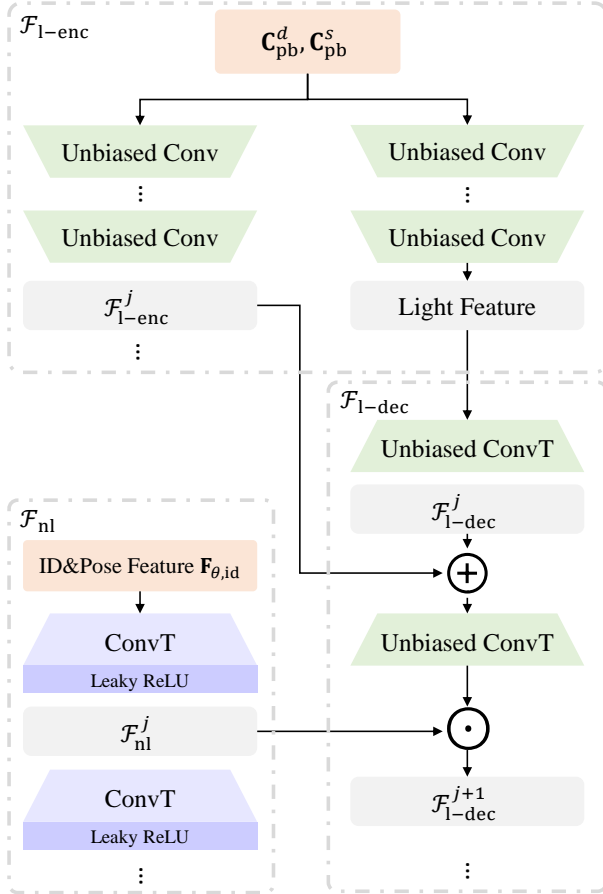 𝓕_l−enc
𝐂^d_pb, 𝐂^s_pb
Unbiased Conv
⋮
Unbiased Conv
𝓕^j_l−enc
⋮
Unbiased Conv
⋮
Unbiased Conv
Light Feature
𝓕_l−dec
Unbiased ConvT
𝓕^j_l−dec
+
Unbiased ConvT
⊙
𝓕^{j+1}_l−dec
⋮
𝓕_nl
ID&Pose Feature 𝐅_θ,id
ConvT
Leaky ReLU
𝓕^j_nl
ConvT
Leaky ReLU
⋮